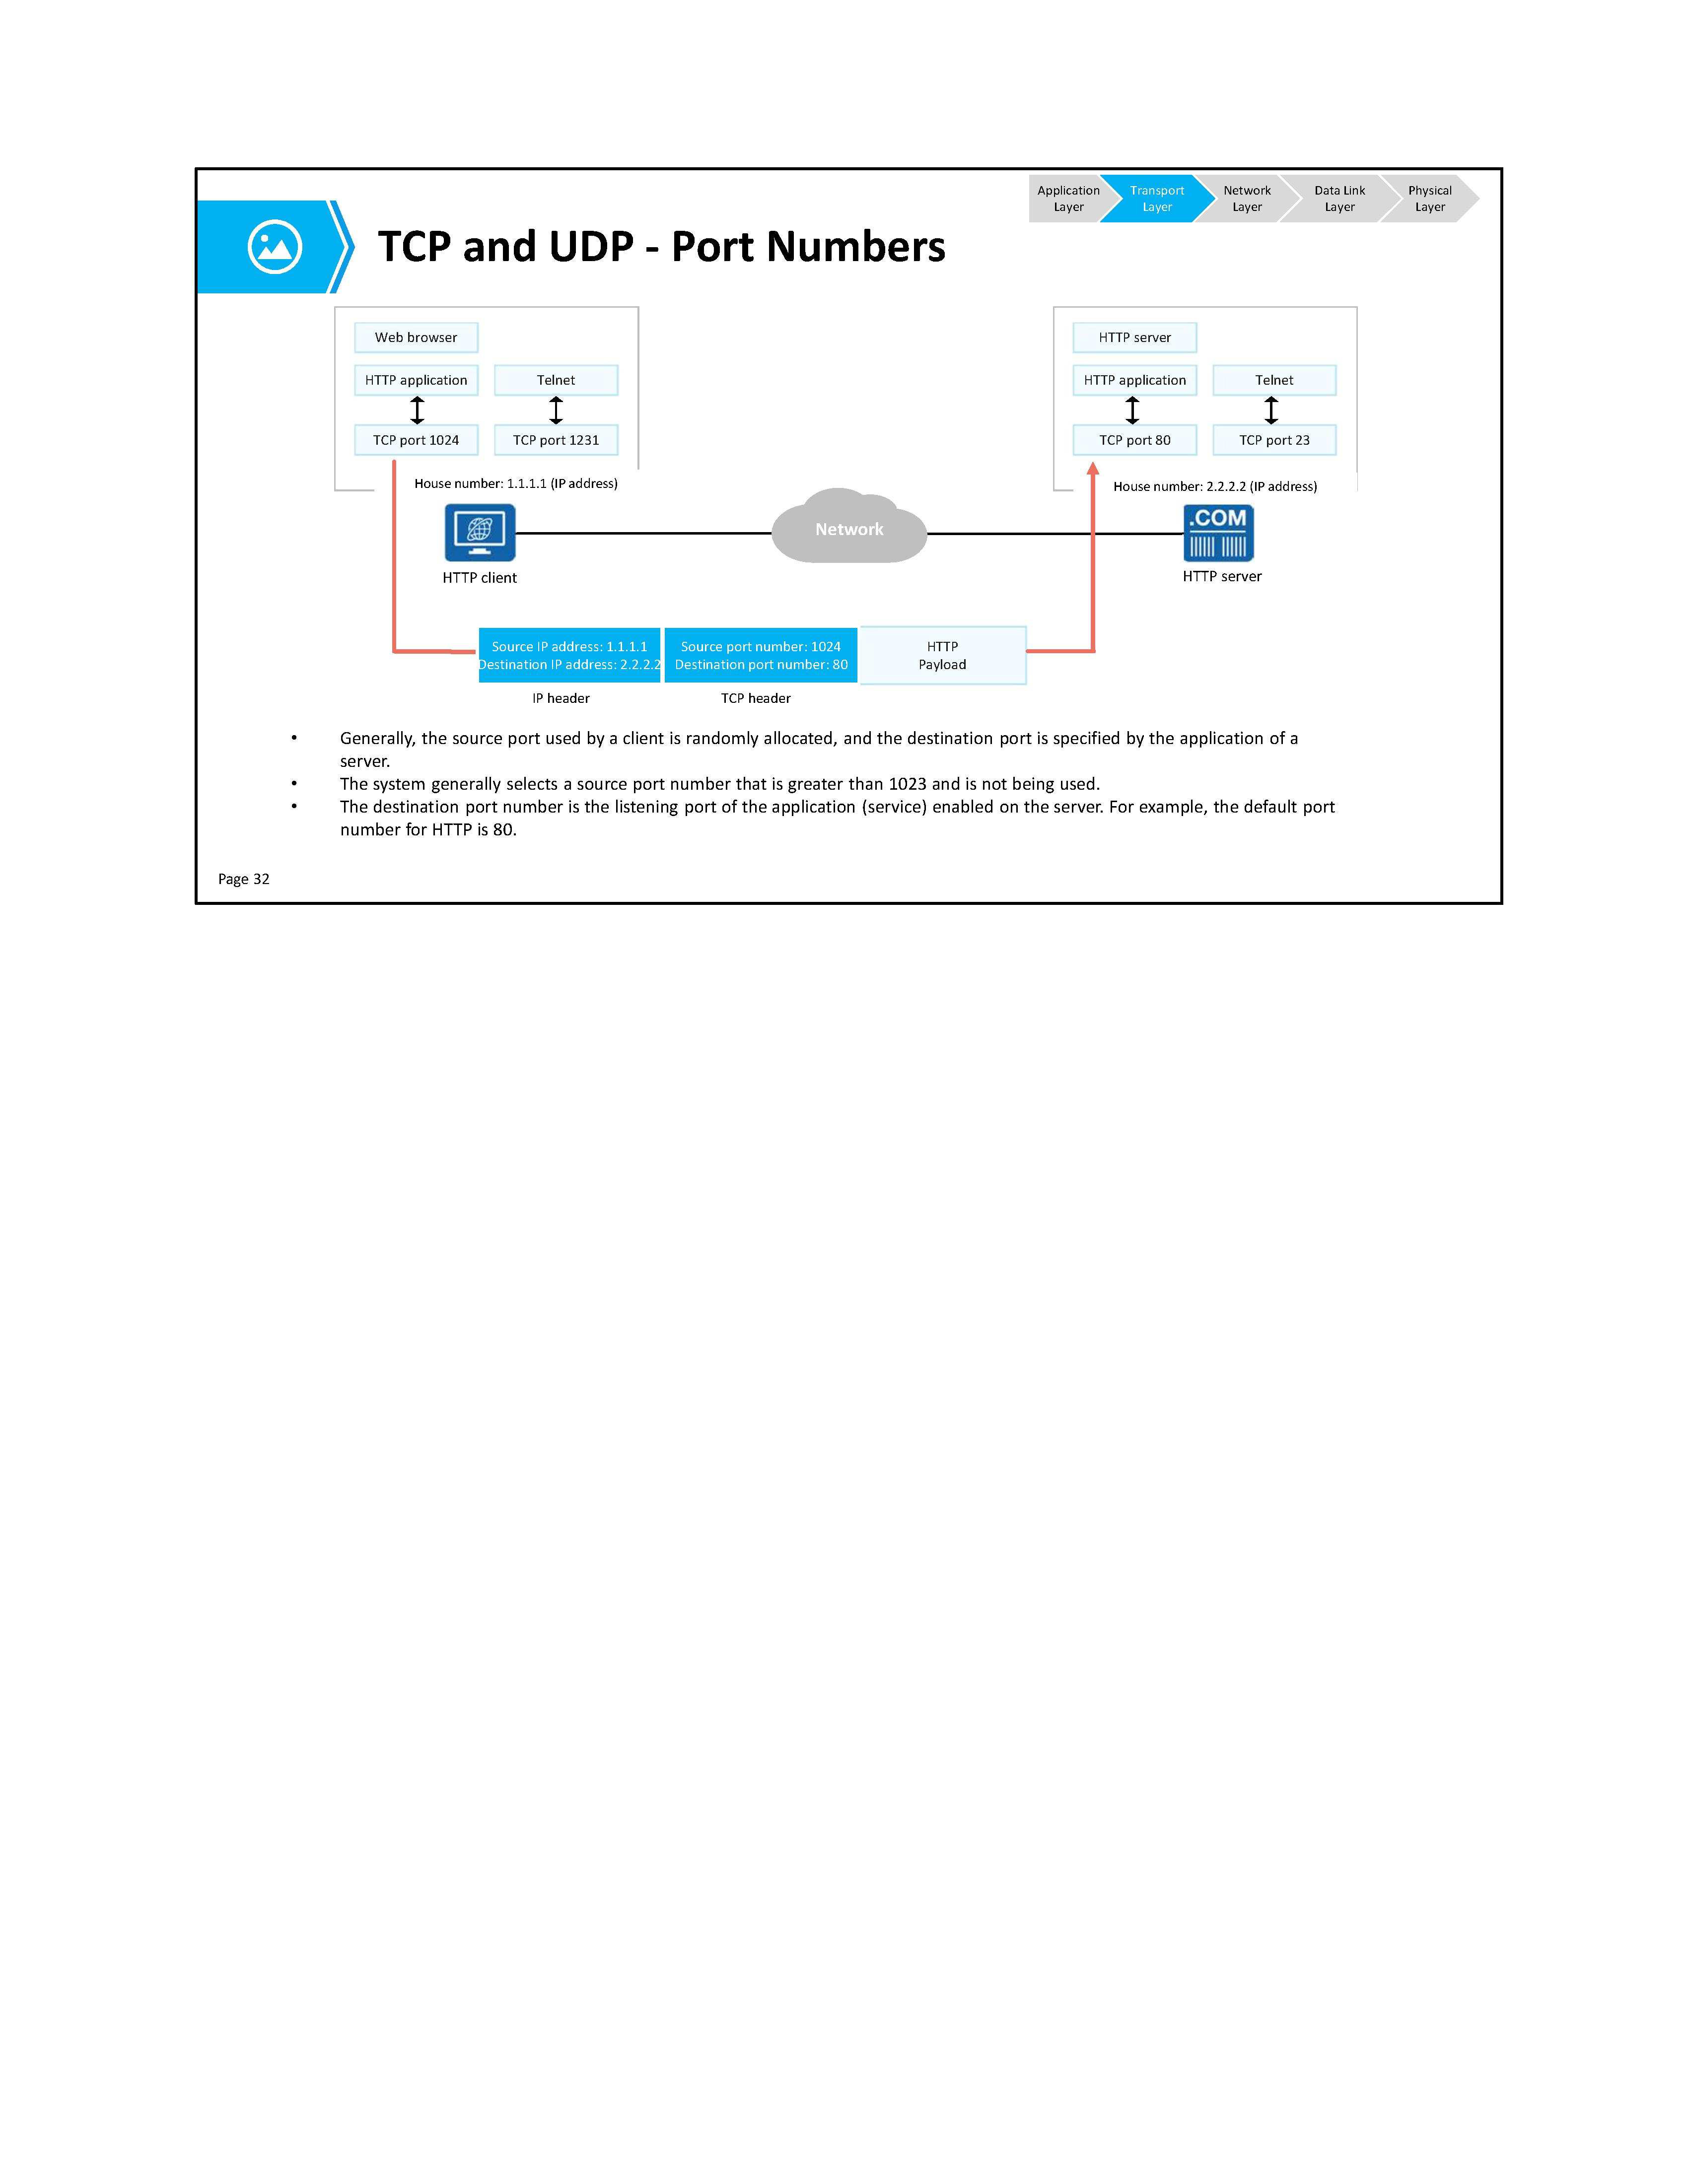 Application
Layer
Transport
Layer
Network
Layer
Data Link
Layer
Physical
Layer
TCP and UDP - Port Numbers
Web browser
HTTP application
Telnet
TCP port 1024
TCP port 1231
House number: 1.1.1.1 (IP address)
HTTP client
Network
HTTP server
HTTP application
Telnet
TCP port 80
TCP port 23
House number: 2.2.2.2 (IP address)
.COM
HTTP server
Source IP address: 1.1.1.1
Destination IP address: 2.2.2.2
IP header
Source port number: 1024
Destination port number: 80
TCP header
HTTP
Payload
• Generally, the source port used by a client is randomly allocated, and the destination port is specified by the application of a
server.
• The system generally selects a source port number that is greater than 1023 and is not being used.
• The destination port number is the listening port of the application (service) enabled on the server. For example, the default port
number for HTTP is 80.
Page 32